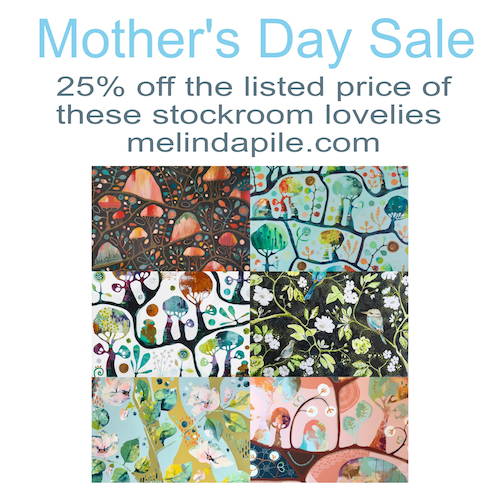 Mother's Day Sale
25% off the listed price of
these stockroom lovelies
melindapile.com